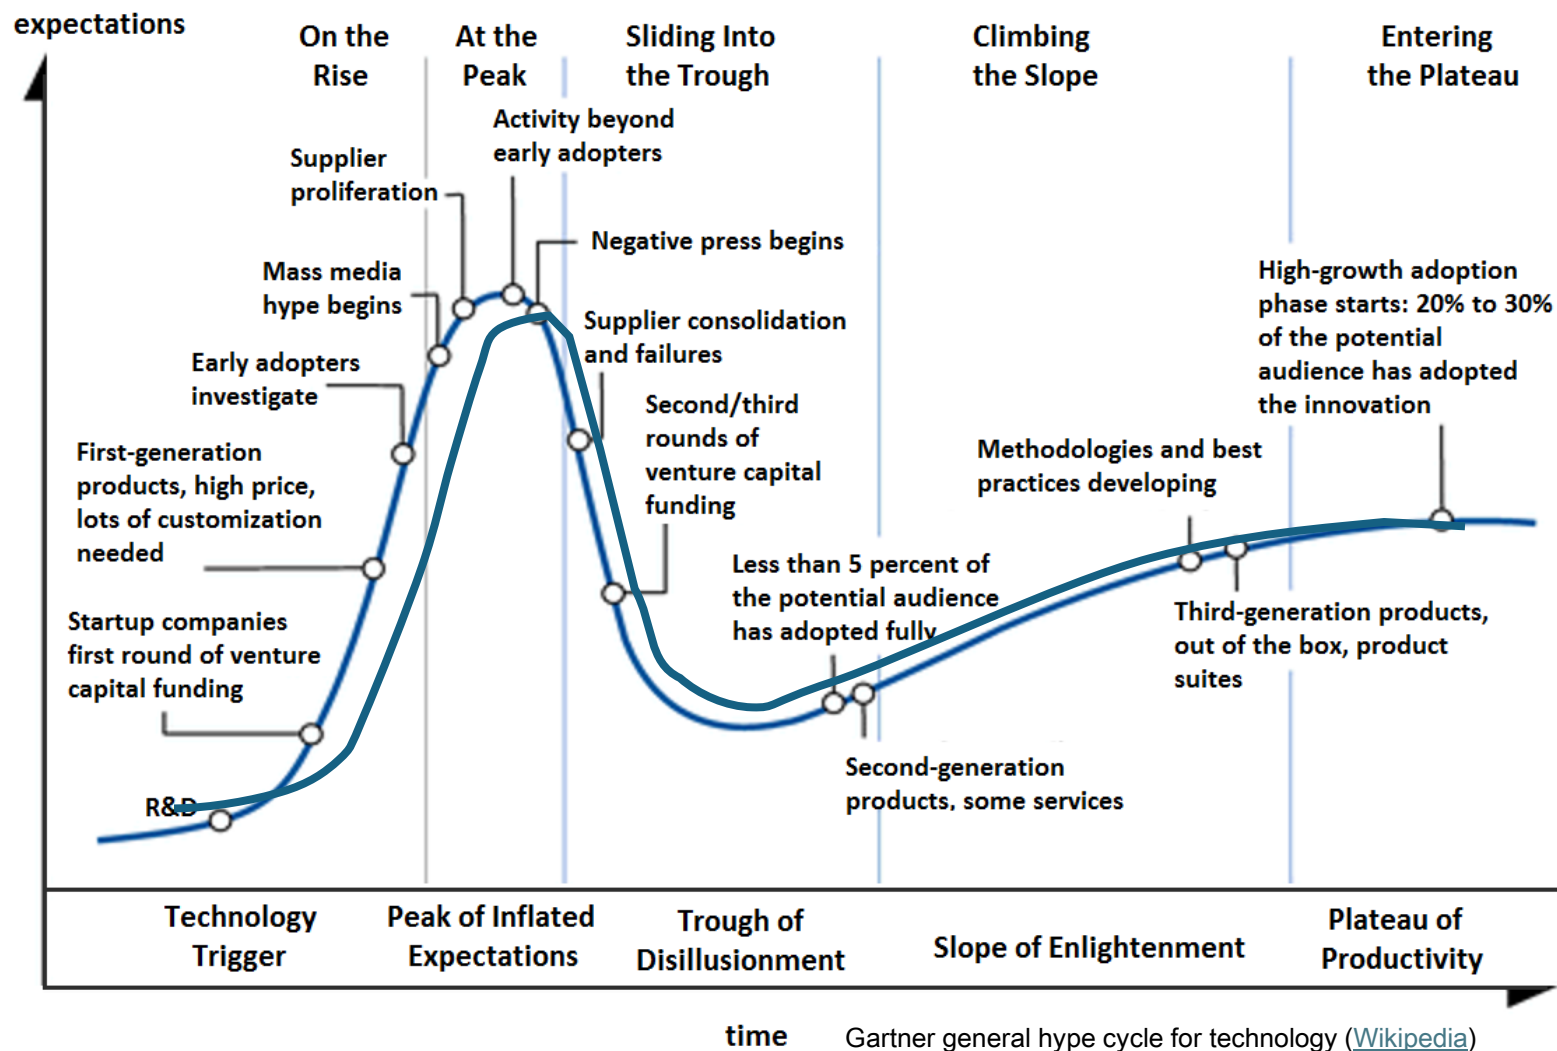 expectations
On the
Rise
At the
Peak
Sliding Into
the Trough
Climbing
the Slope
Entering
the Plateau
Activity beyond
early adopters
Supplier
proliferation
Negative press begins
Mass media
hype begins
Supplier consolidation
and failures
Early adopters
investigate
Second/third
rounds of
venture capital
funding
First-generation
products, high price,
lots of customization
needed
Startup companies
first round of venture
capital funding
R&D
Less than 5 percent of
the potential audience
has adopted fully
Second-generation
products, some services
Methodologies and best
practices developing
Third-generation products,
out of the box, product
suites
High-growth adoption
phase starts: 20% to 30%
of the potential
audience has adopted
the innovation
Technology
Trigger
Peak of Inflated
Expectations
Trough of
Disillusionment
Slope of Enlightenment
Plateau of
Productivity
time
Gartner general hype cycle for technology (Wikipedia)